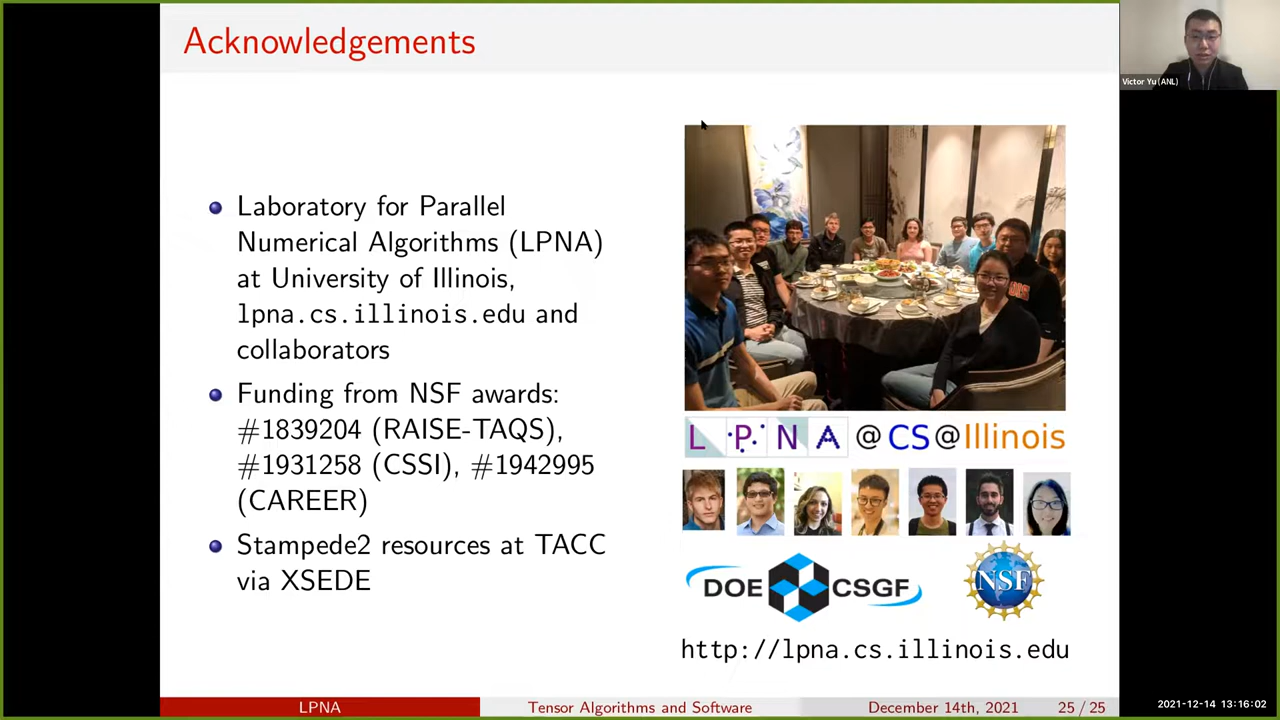 Acknowledgements
Victor Yu (ANL)
Laboratory for Parallel
Numerical Algorithms (LPNA)
at University of Illinois,
lpna.cs.illinois.edu and
collaborators
Funding from NSF awards:
#1839204 (RAISE-TAQS),
#1931258 (CSSI), #1942995
(CAREER)
Stampede2 resources at TACC
via XSEDE
LPNA@CS@Illinois
DOE CSGF
NSF
http://lpna.cs.illinois.edu
LPNA
Tensor Algorithms and Software
December 14th, 2021
25 / 25
2021-12-14 13:16:02